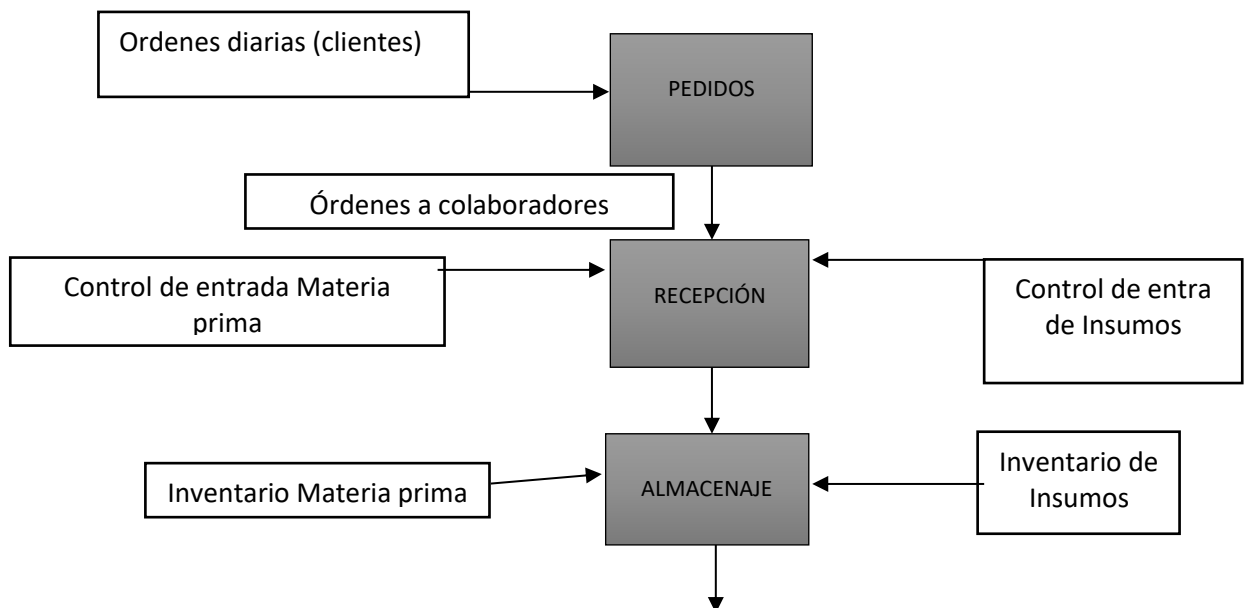 Ordenes diarias (clientes)
PEDIDOS
Órdenes a colaboradores
Control de entrada Materia
prima
RECEPCIÓN
Control de entra
de Insumos
Inventario Materia prima
ALMACENAJE
Inventario de
Insumos